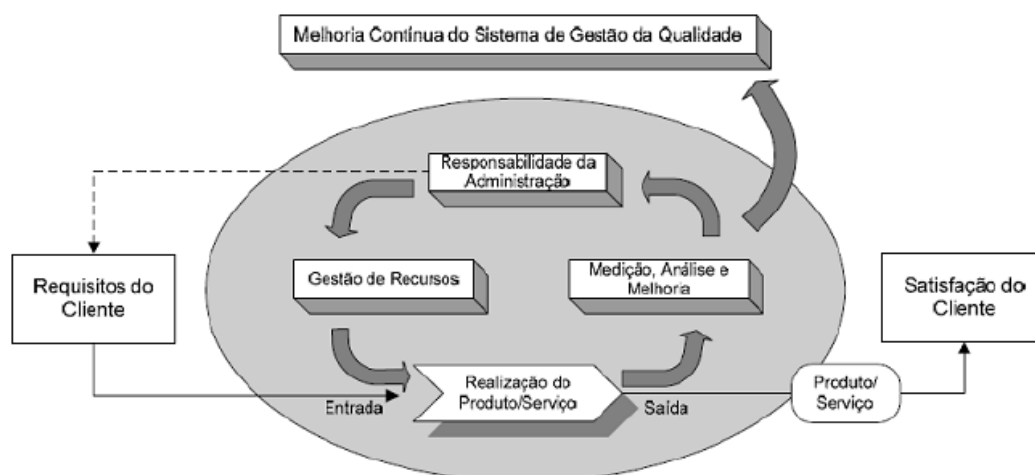 Melhoria Contínua do Sistema de Gestão da Qualidade
Responsabilidade da
Administração
Requisitos do
Cliente
Gestão de Recursos
Medição, Análise e
Melhoria
Satisfação do
Cliente
Entrada
Realização do
Produto/Serviço
Saída
Produto/
Serviço